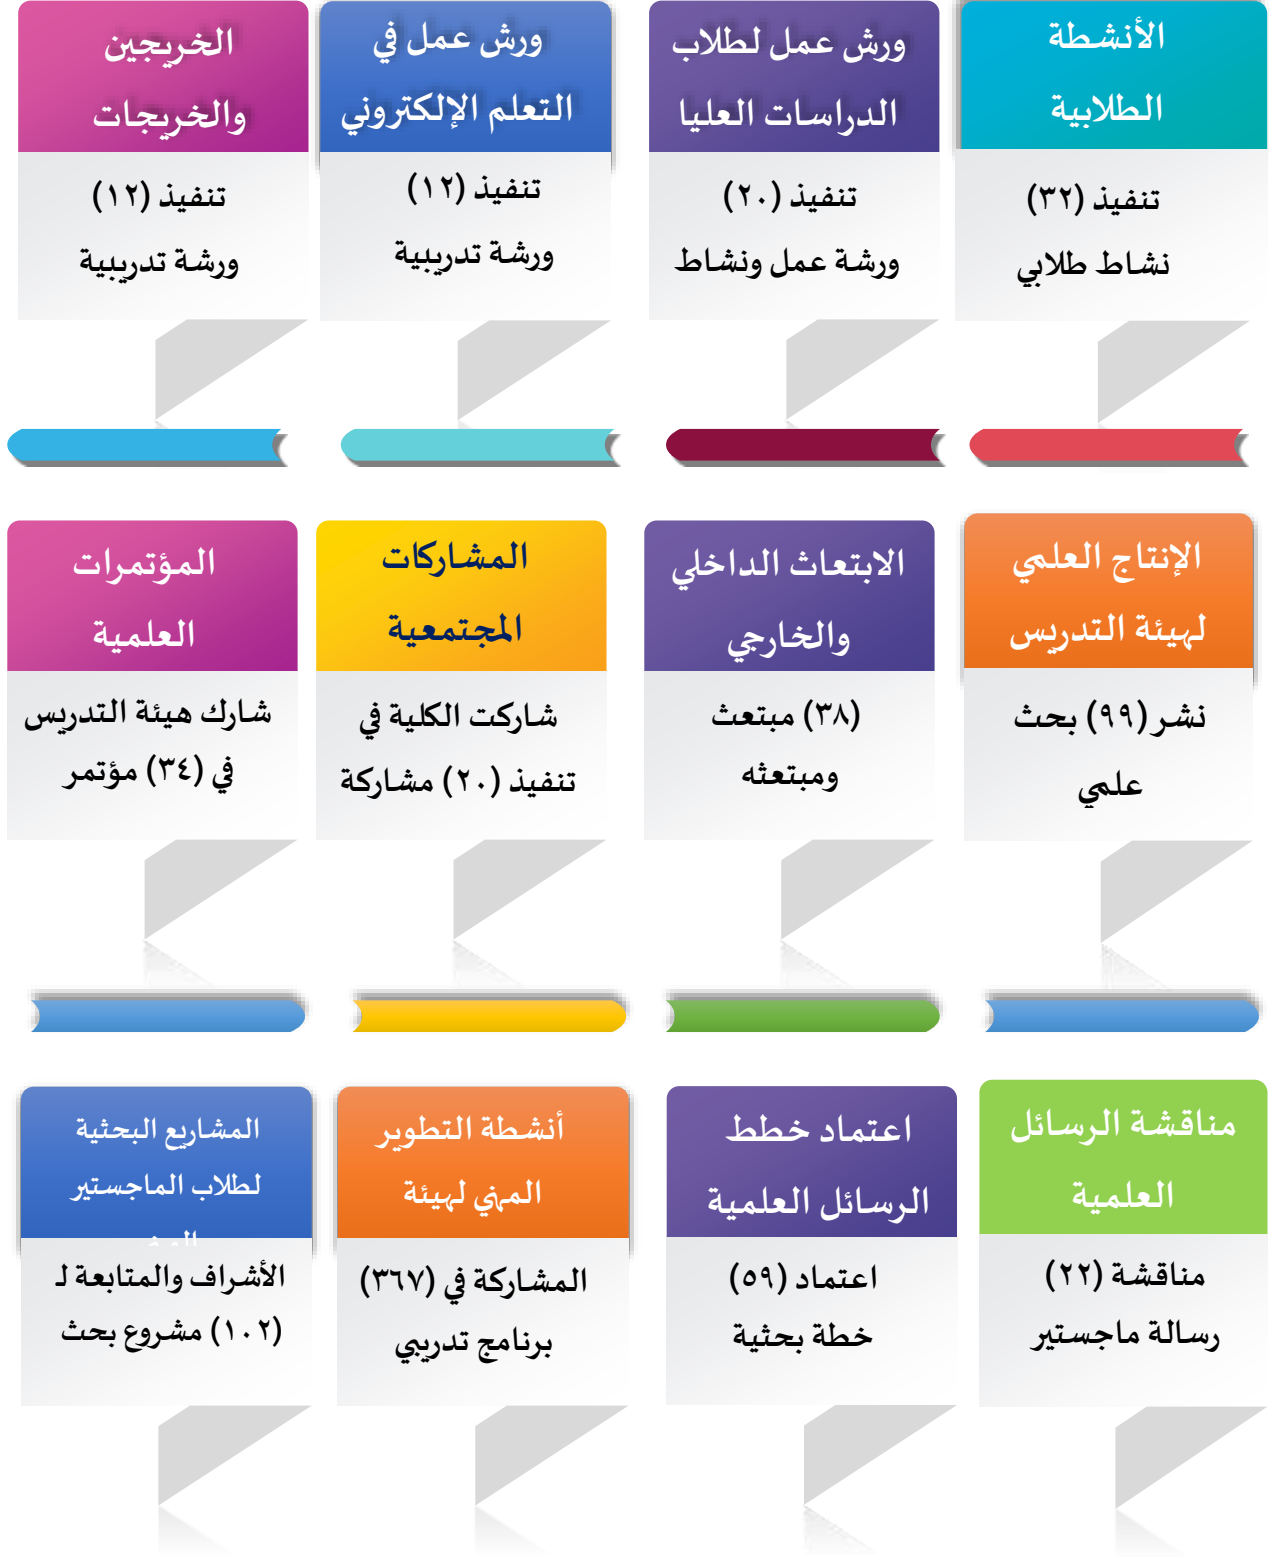 الأنشطة
الطلابية
تنفيذ (٣٢)
نشاط طلابي
ورش عمل لطلاب
الدراسات العليا
تنفيذ (٢٠)
ورشة عمل ونشاط
ورش عمل في
التعلم الإلكتروني
تنفيذ (١٢)
ورشة تدريبية
الخريجين
والخريجات
تنفيذ (١٢)
ورشة تدريبية
الإنتاج العلمي
لهيئة التدريس
نشر (٩٩) بحث
علمي
الابتعاث الداخلي
والخارجي
(٣٨) مبتعث
ومبتعثه
المشاركات
المجتمعية
شاركت الكلية في
تنفيذ (٢٠) مشاركة
المؤتمرات
العلمية
شارك هيئة التدريس
في (٣٤) مؤتمر
مناقشة الرسائل
العلمية
مناقشة (٢٢)
رسالة ماجستير
اعتماد خطط
الرسائل العلمية
اعتماد (٥٩)
خطة بحثية
أنشطة التطوير
المهني لهيئة
المشاركة في (٣٦٧)
برنامج تدريبي
المشاريع البحثية
لطلاب الماجستير
الأشراف والمتابعة لـ
(١٠٢) مشروع بحث